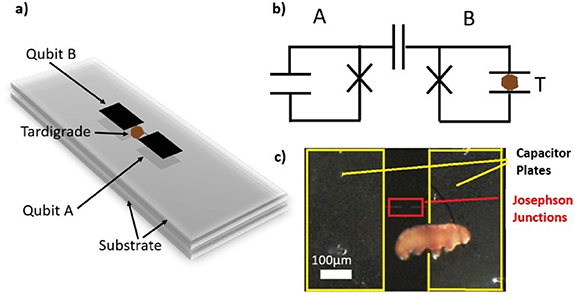 a)
Qubit B
Tardigrade
Qubit A
Substrate
b)
A
B
T
c)
Capacitor
Plates
Josephson
Junctions
100µm